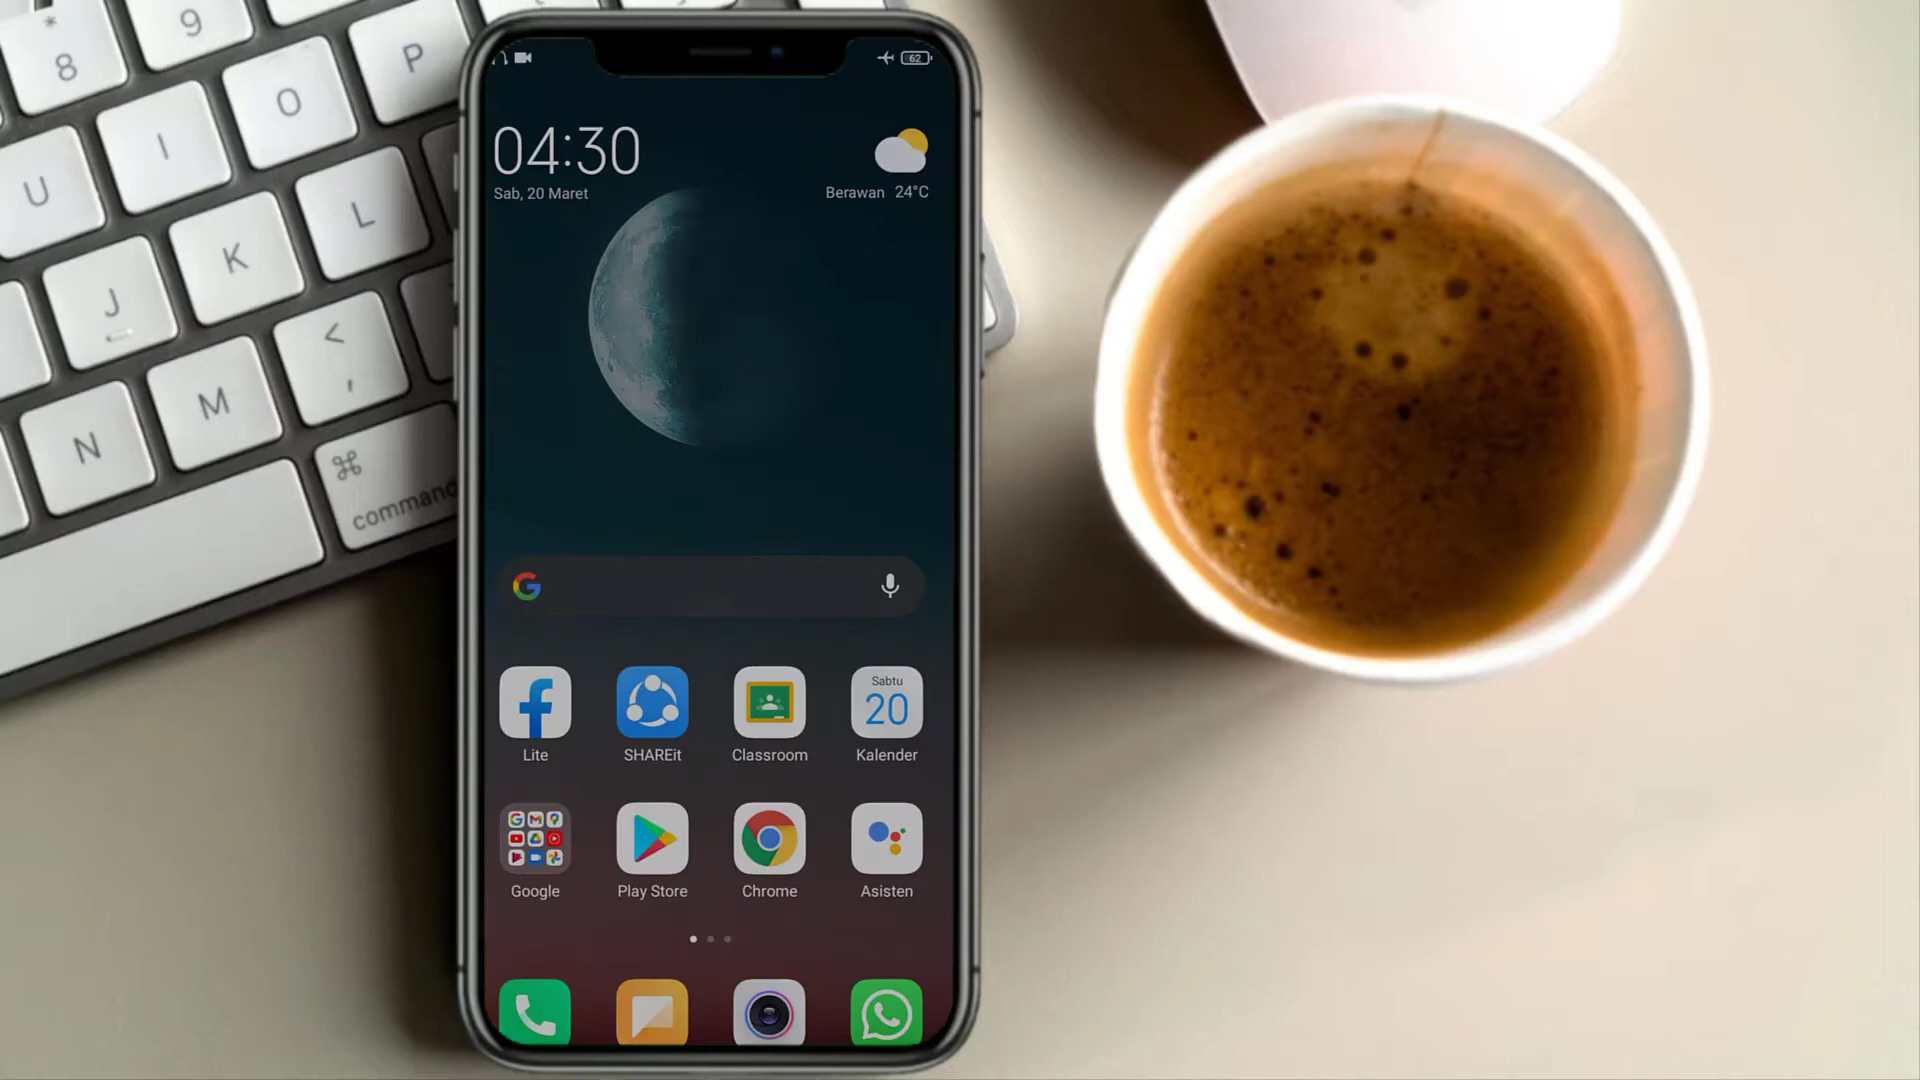 *
8
9
P
O
I
U
L
K
J
<
,
M
N
⌘
command
62
04:30
Sab, 20 Maret
Berawan 24°C
Lite
SHAREit
Classroom
Sabtu
20
Kalender
Google
Play Store
Chrome
Asisten